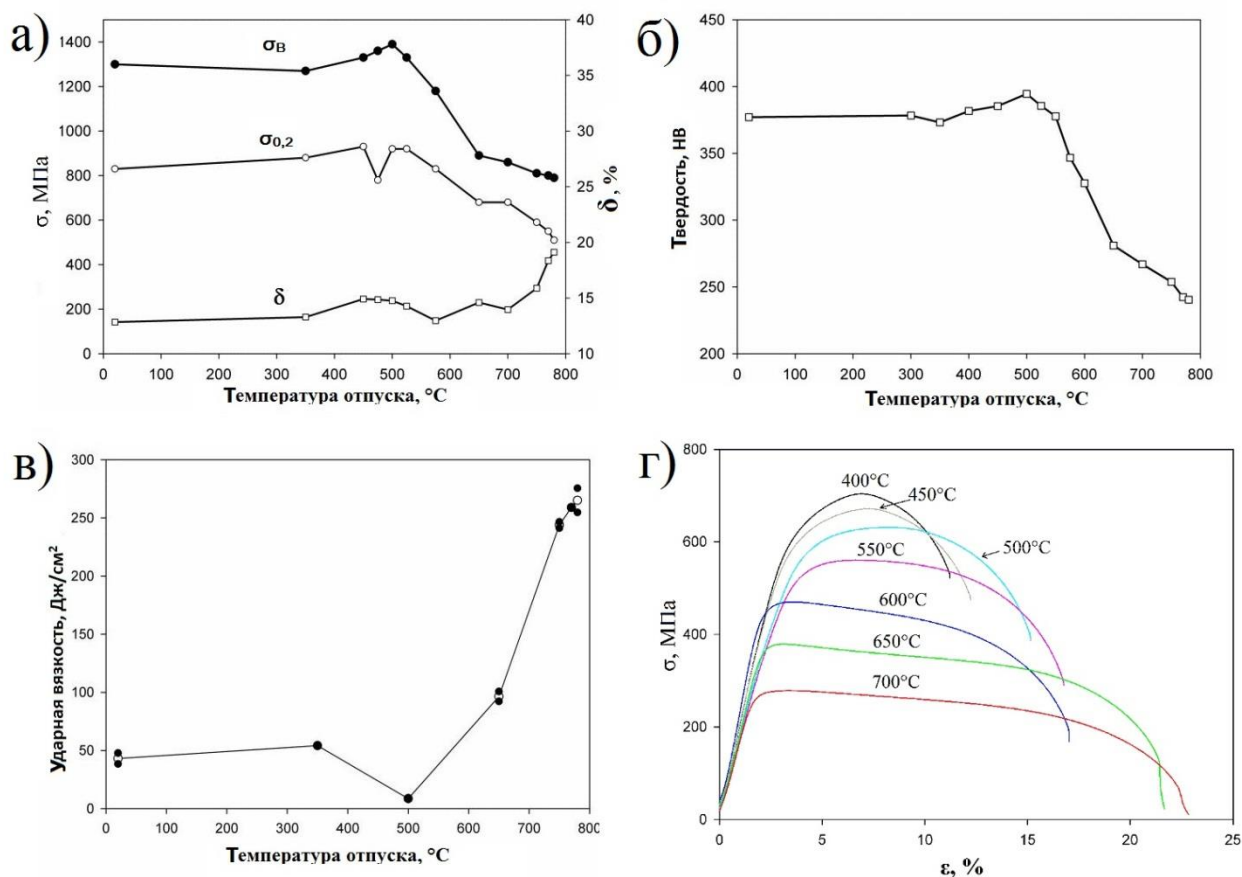 а)
σ, МПа
1400
1200
1000
800
600
400
200
0
σВ
σ0,2
δ
40
35
30
25
20
15
10
δ, %
0 100 200 300 400 500 600 700 800
Температура отпуска, °С
б)
Твердость, НВ
450
400
350
300
250
200
0 100 200 300 400 500 600 700 800
Температура отпуска, °С
в)
Ударная вязкость, Дж/см²
300
250
200
150
100
50
0
0 100 200 300 400 500 600 700 800
Температура отпуска, °С
г)
σ, МПа
800
600
400
200
0
400°C
450°C
500°C
550°C
600°C
650°C
700°C
0 5 10 15 20 25
ε, %